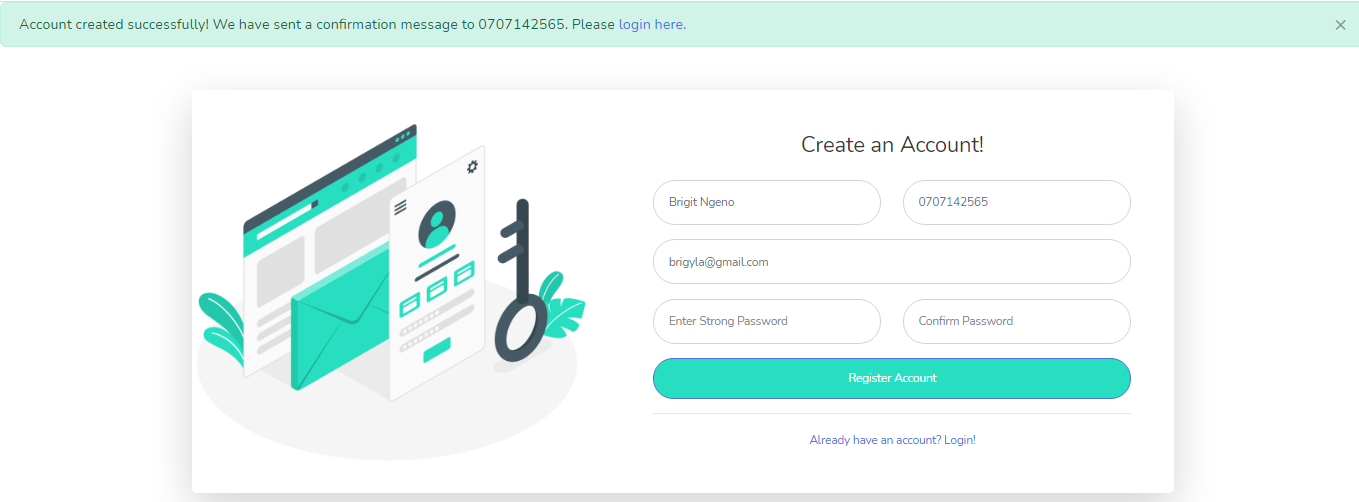 Account created successfully! We have sent a confirmation message to 0707142565. Please login here.
×
Create an Account!
Brigit Ngeno
0707142565
brigyla@gmail.com
Enter Strong Password
Confirm Password
Register Account
Already have an account? Login!